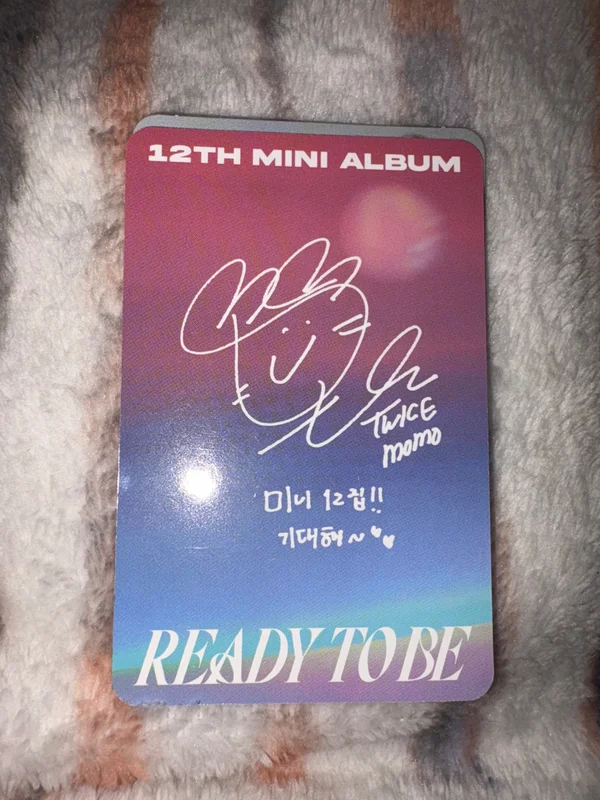 12TH MINI ALBUM
TWICE
momo
미니 12집!!
기대해~
READY TO BE